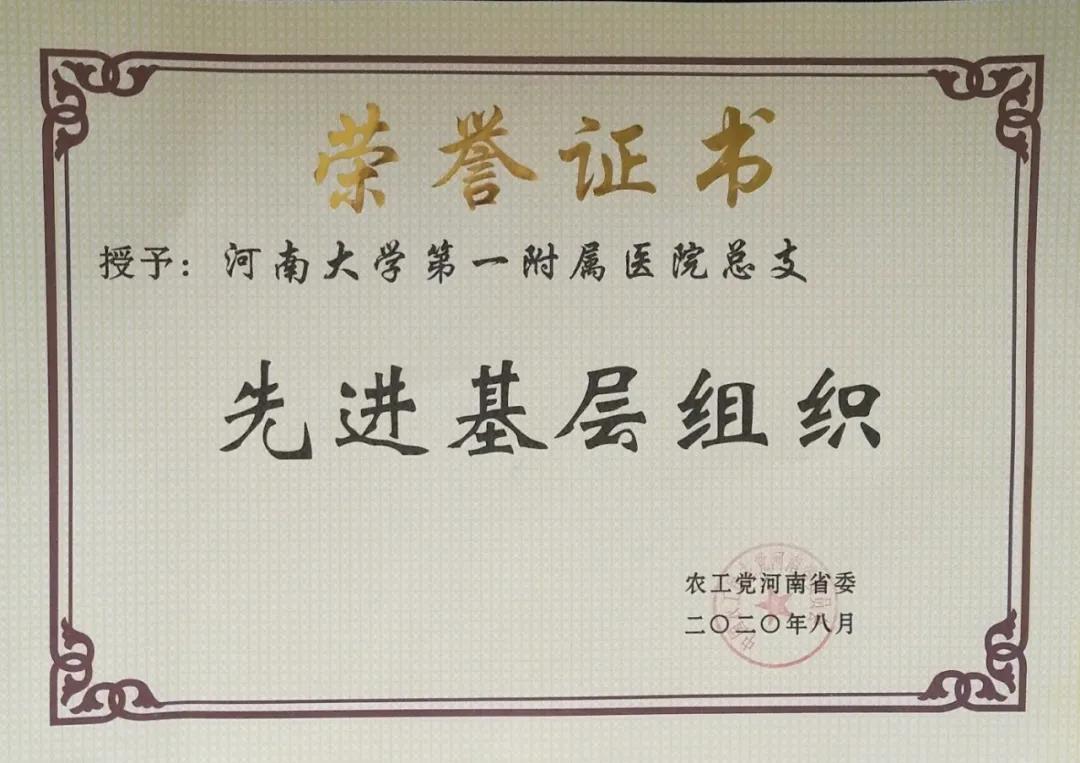 荣誉证书
授予：河南大学第一附属医院总支
先进基层组织
农工党河南省委
二〇二〇年八月